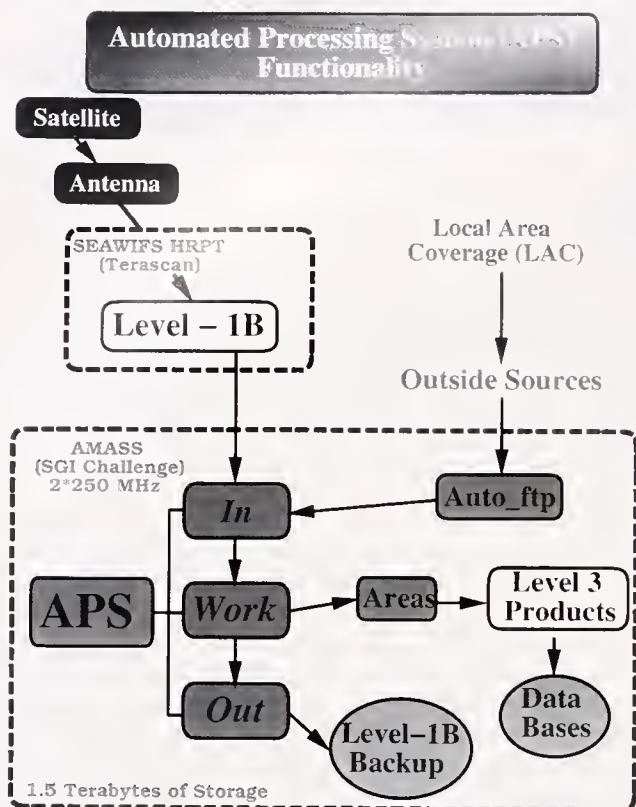 Automated Processing
Functionality
Satellite
Antenna
SEAWIFS HRPT
(Terascan)
Level - 1B
Local Area
Coverage (LAC)
Outside Sources
AMASS
(SGI Challenge)
2*250 MHz
In
Auto_ftp
APS
Work
Areas
Level 3
Products
Out
Level-1B
Backup
Data
Bases
1.5 Terabytes of Storage